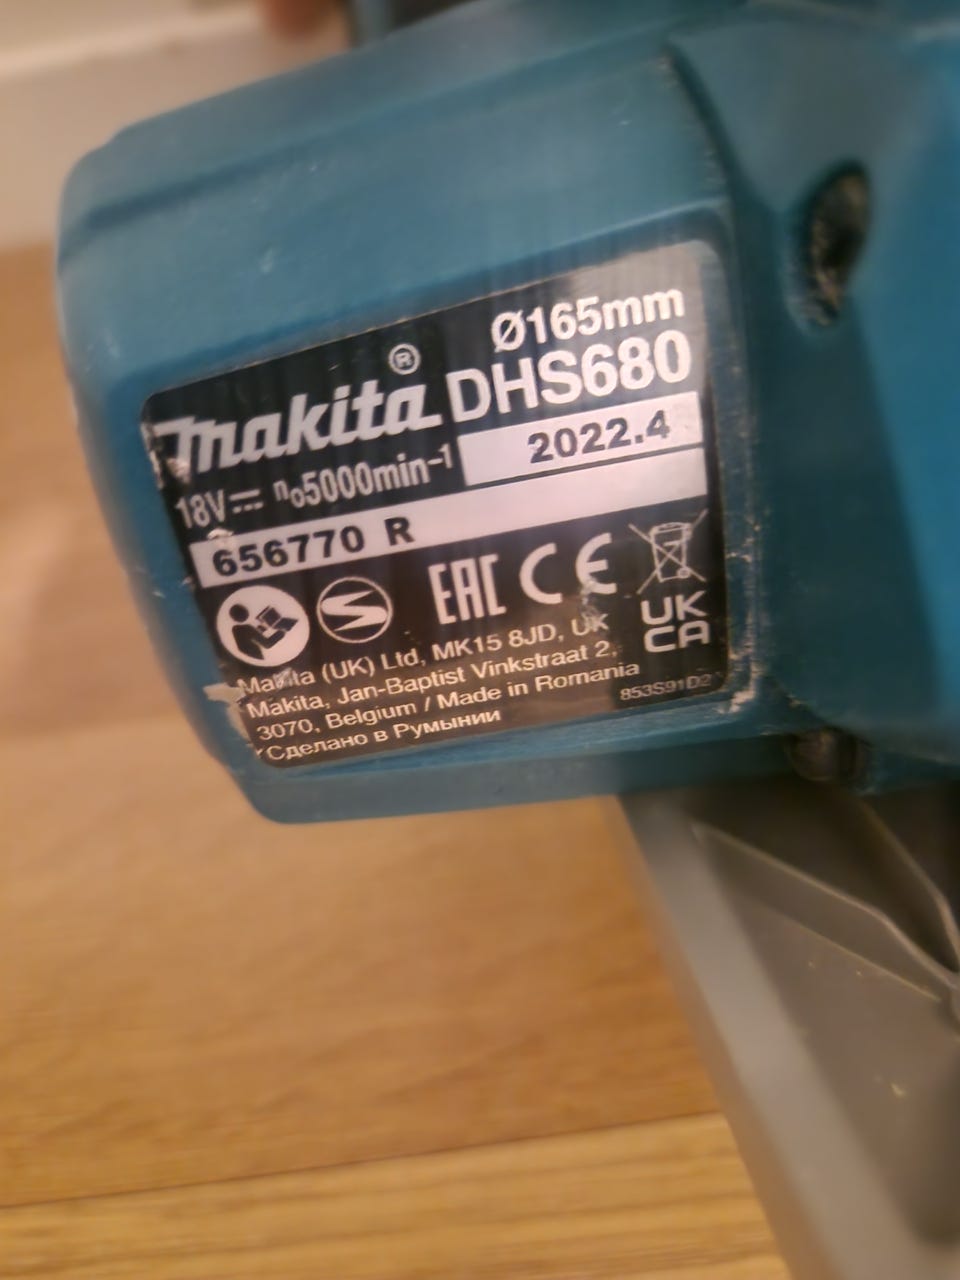 Ø165mm
makita® DHS680
2022.4
18V⎓ n₀5000min⁻¹
656770 R
EAC CE
UK
CA
Makita (UK) Ltd, MK15 8JD, UK
Makita, Jan-Baptist Vinkstraat 2,
3070, Belgium / Made in Romania
Сделано в Румынии
853S91D2